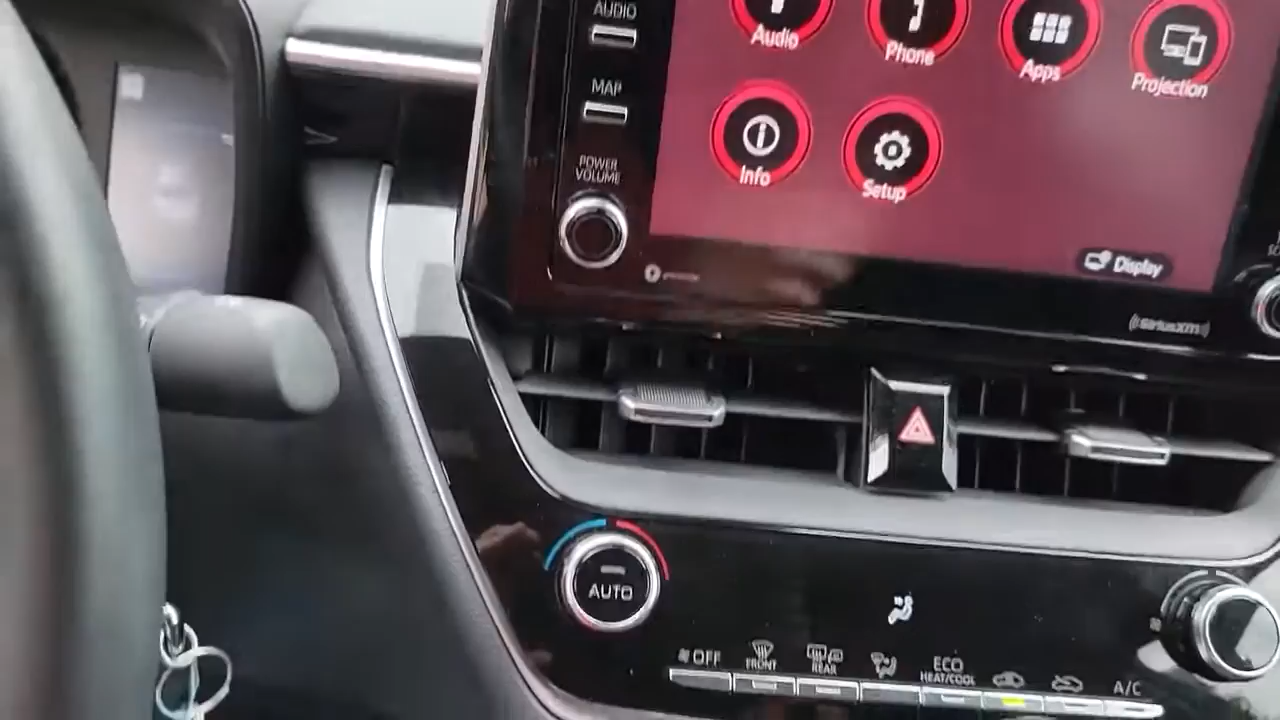 AUDIO
MAP
POWER
VOLUME
Audio
Phone
Apps
Projection
Info
Setup
Display
((SiriusXM))
AUTO
OFF
FRONT
REAR
ECO
HEAT/COOL
A/C